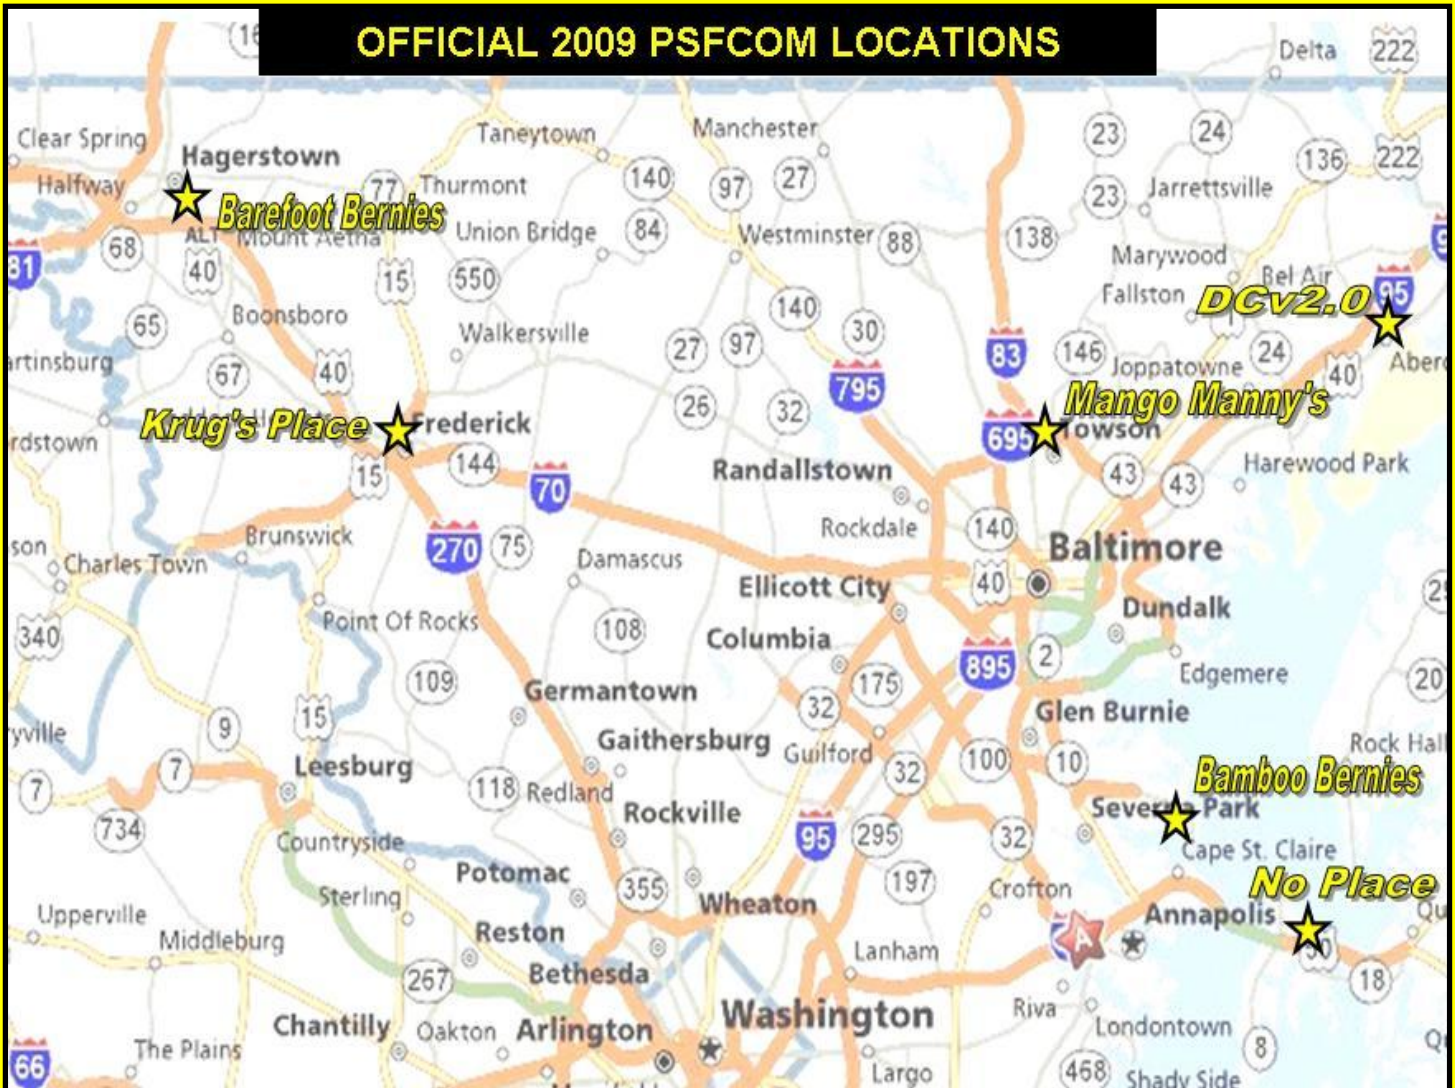 OFFICIAL 2009 PSFCOM LOCATIONS
Delta
222
Clear Spring
Hagerstown
Taneytown
Manchester
23
24
136
222
Halfway
77
Thurmont
140
97
27
23
Jarrettsville
Barefoot Bernies
68
ALT
40
Mount Aetna
Union Bridge
84
Westminster
88
138
Marywood
81
15
550
Bel Air
95
Fallston
DCv2.0
1
65
Boonsboro
Walkersville
140
30
27
97
83
146
Joppatowne
24
40
67
40
795
26
32
Mango Manny's
Krug's Place
Frederick
695
Towson
15
144
70
Randallstown
43
43
Harewood Park
Rockdale
140
Brunswick
270
75
Damascus
Baltimore
Charles Town
Ellicott City
40
Dundalk
340
Point Of Rocks
108
Columbia
895
2
Edgemere
109
175
20
Germantown
32
Glen Burnie
15
9
Gaithersburg
Guilford
Rock Hall
7
7
Leesburg
118
Redland
32
100
10
Bamboo Bernies
734
Rockville
95
295
32
Severna Park
Countryside
Cape St. Claire
Potomac
355
197
Crofton
No Place
Sterling
Wheaton
Annapolis
Upperville
Middleburg
Reston
A
Lanham
50
18
267
Bethesda
Riva
Chantilly
Oakton
Arlington
Washington
Londontown
66
The Plains
8
Largo
468
Shady Side